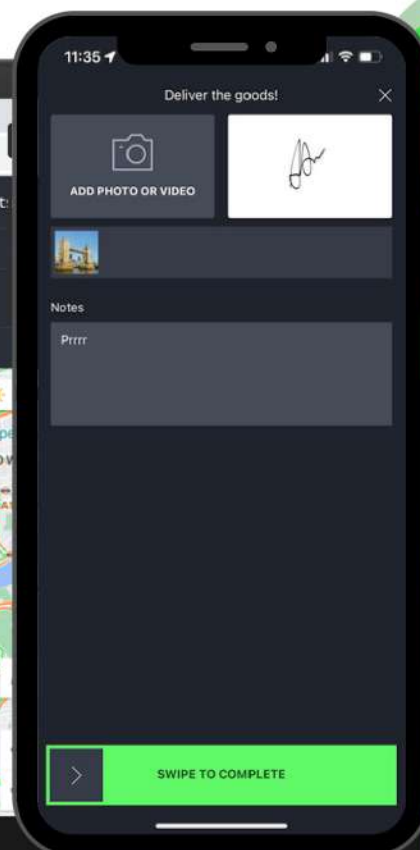 11:35
Deliver the goods!
ADD PHOTO OR VIDEO
Notes
Prrrr
SWIPE TO COMPLETE